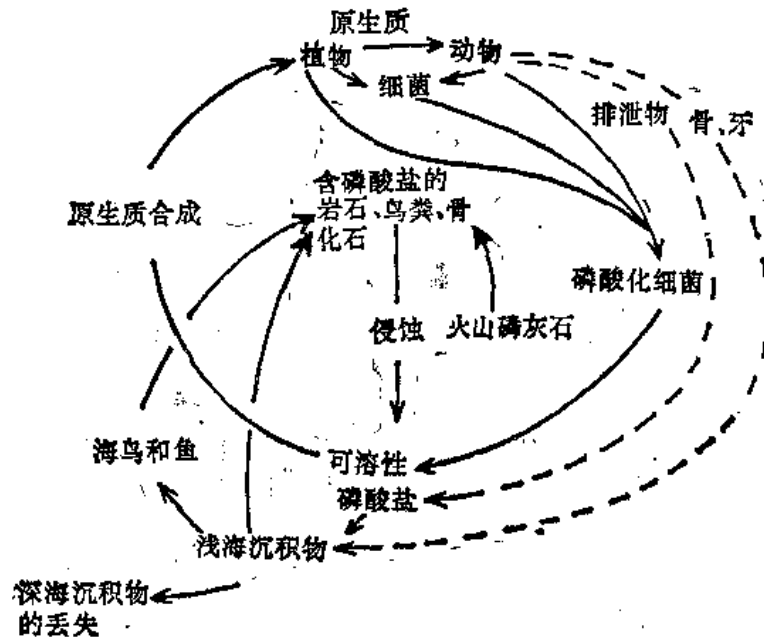 原生质
植物
动物
细菌
排泄物
骨、牙
含磷酸盐的
岩石、鸟粪、骨
化石
原生质合成
磷酸化细菌
侵蚀
火山磷灰石
海鸟和鱼
可溶性
磷酸盐
浅海沉积物
深海沉积物
的丢失